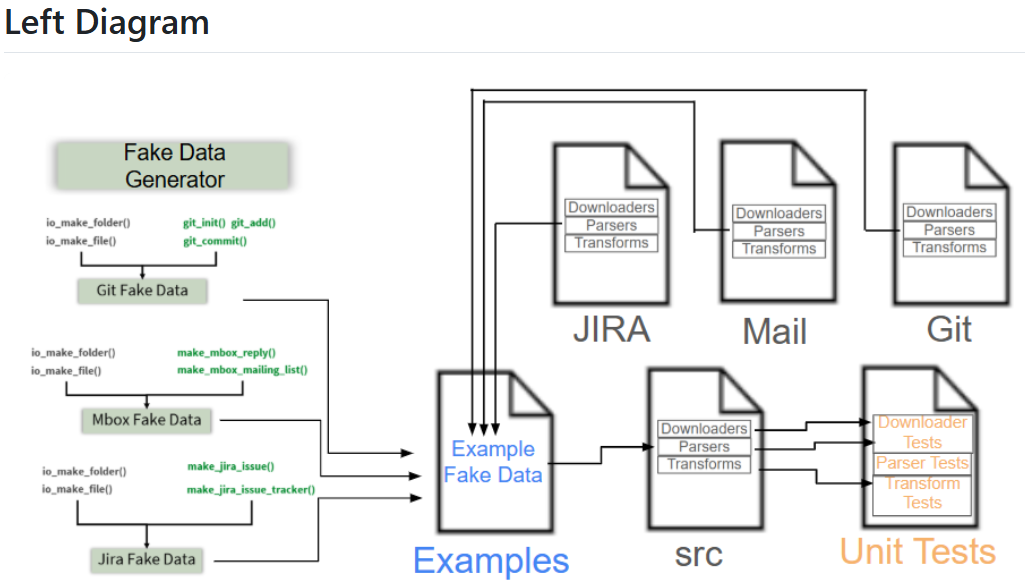 Left Diagram
Fake Data
Generator
io_make_folder()
io_make_file()
git_init() git_add()
git_commit()
Git Fake Data
io_make_folder()
io_make_file()
make_mbox_reply()
make_mbox_mailing_list()
Mbox Fake Data
io_make_folder()
io_make_file()
make_jira_issue()
make_jira_issue_tracker()
Jira Fake Data
Downloaders
Parsers
Transforms
JIRA
Downloaders
Parsers
Transforms
Mail
Downloaders
Parsers
Transforms
Git
Example
Fake Data
Examples
Downloaders
Parsers
Transforms
src
Downloader
Tests
Parser Tests
Transform
Tests
Unit Tests